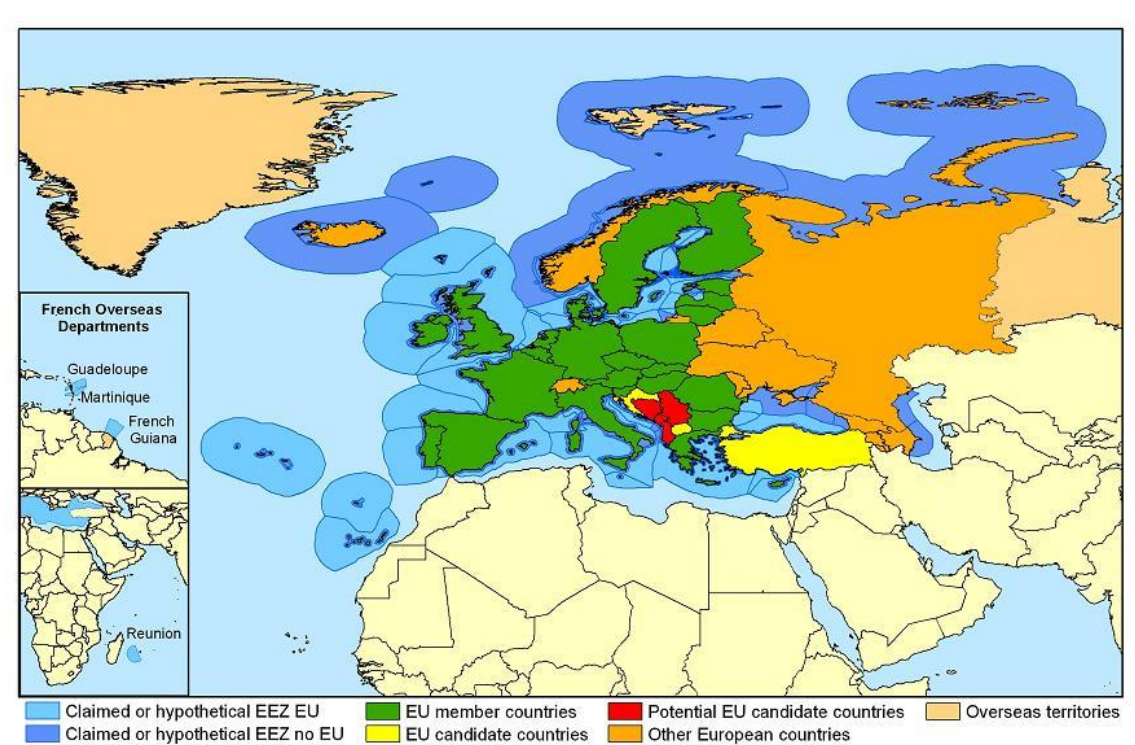 French Overseas
Departments
Guadeloupe
Martinique
French
Guiana
Reunion
Claimed or hypothetical EEZ EU
EU member countries
Potential EU candidate countries
Overseas territories
Claimed or hypothetical EEZ no EU
EU candidate countries
Other European countries